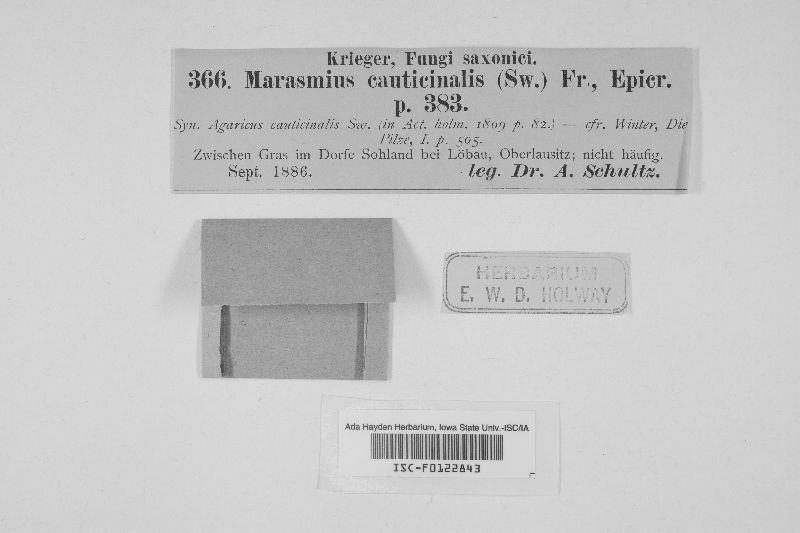 Krieger, Fungi saxonici.
366. Marasmius cauticinalis (Sw.) Fr., Epicr.
p. 383.
Syn. Agaricus cauticinalis Sw. (in Act. holm. 1809 p. 82.) — cfr. Winter, Die
Pilze, I. p. 505.
Zwischen Gras im Dorfe Sohland bei Löbau, Oberlausitz; nicht häufig.
Sept. 1886. leg. Dr. A. Schultz.
HERBARIUM
E. W. D. HOLWAY
Ada Hayden Herbarium, Iowa State Univ.-ISC/IA
ISC-F0122843